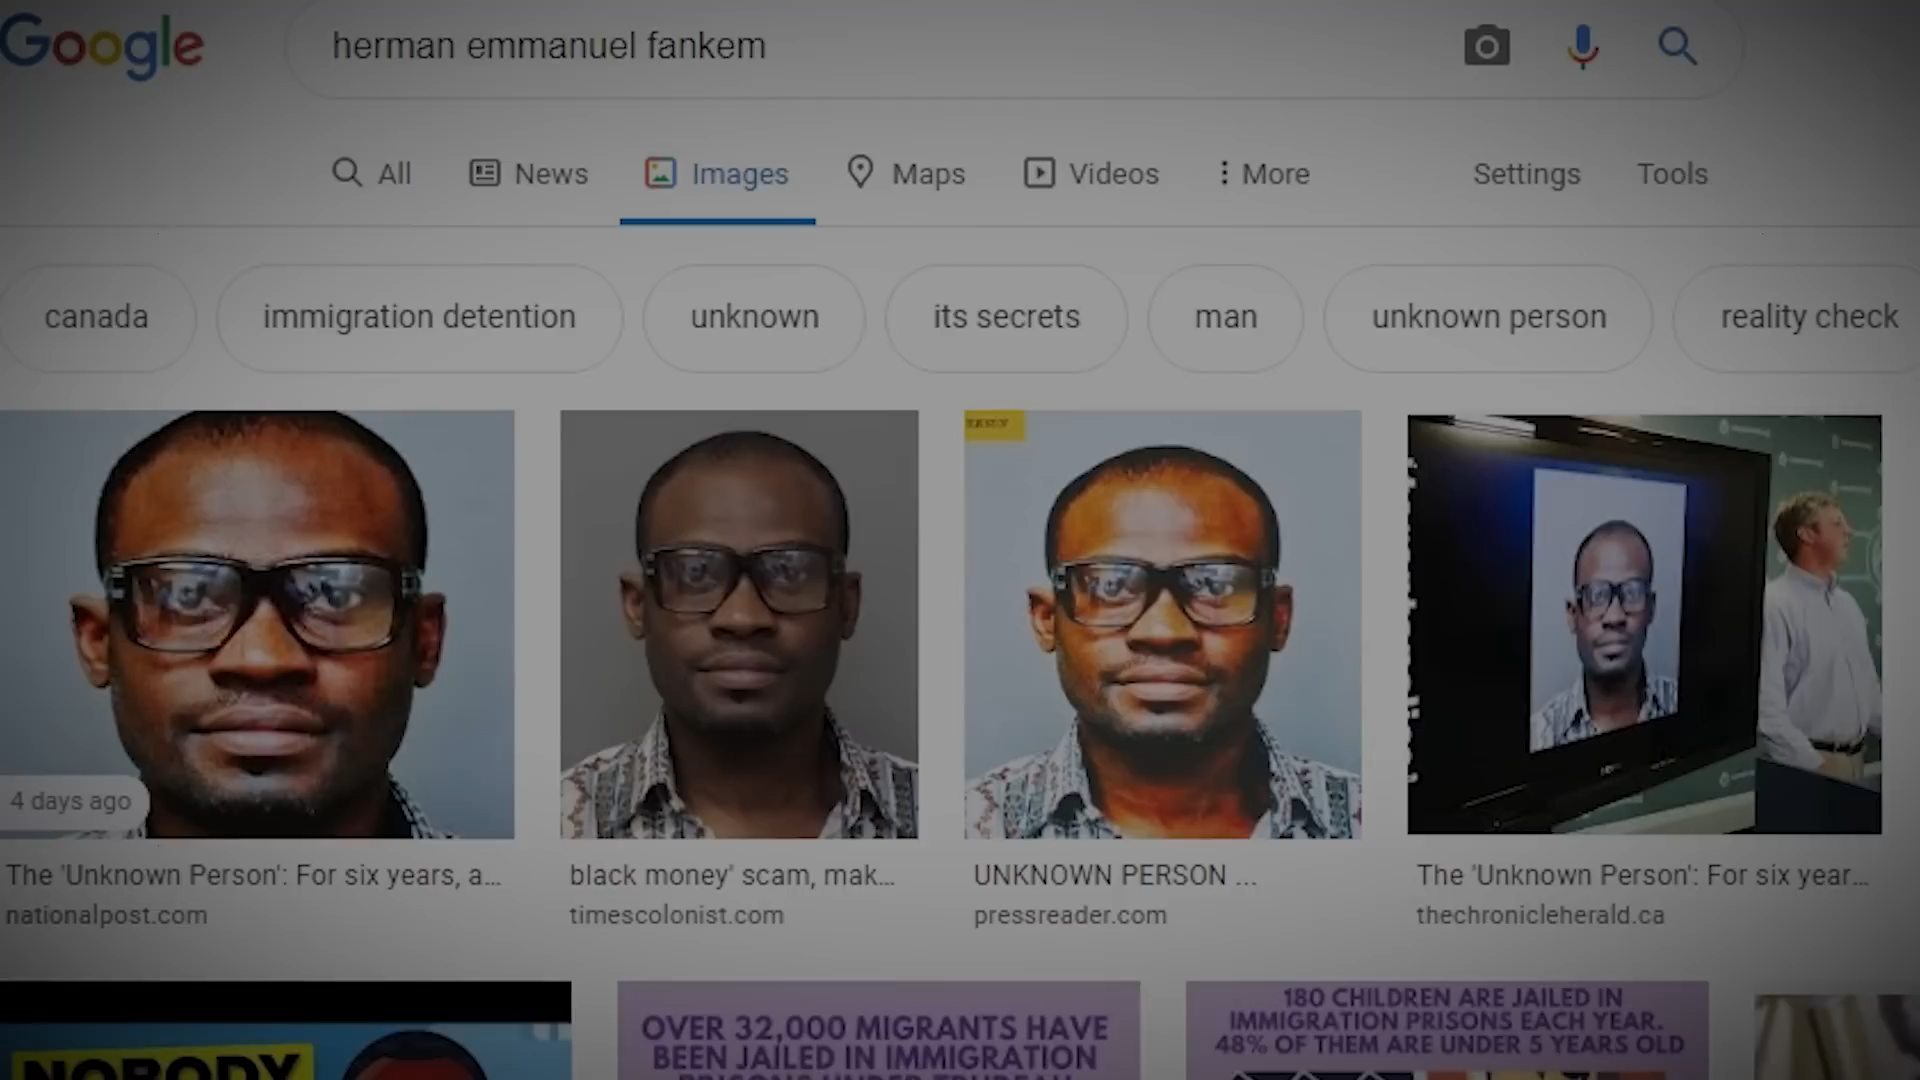 Google
herman emmanuel fankem
All
News
Images
Maps
Videos
More
Settings
Tools
canada
immigration detention
unknown
its secrets
man
unknown person
reality check
4 days ago
The 'Unknown Person': For six years, a...
nationalpost.com
black money' scam, mak...
timescolonist.com
UNKNOWN PERSON ...
pressreader.com
The 'Unknown Person': For six year...
thechronicleherald.ca
NOBODY
OVER 32,000 MIGRANTS HAVE
BEEN JAILED IN IMMIGRATION
PRISONS UNDER TRUDEAU
180 CHILDREN ARE JAILED IN
IMMIGRATION PRISONS EACH YEAR.
48% OF THEM ARE UNDER 5 YEARS OLD